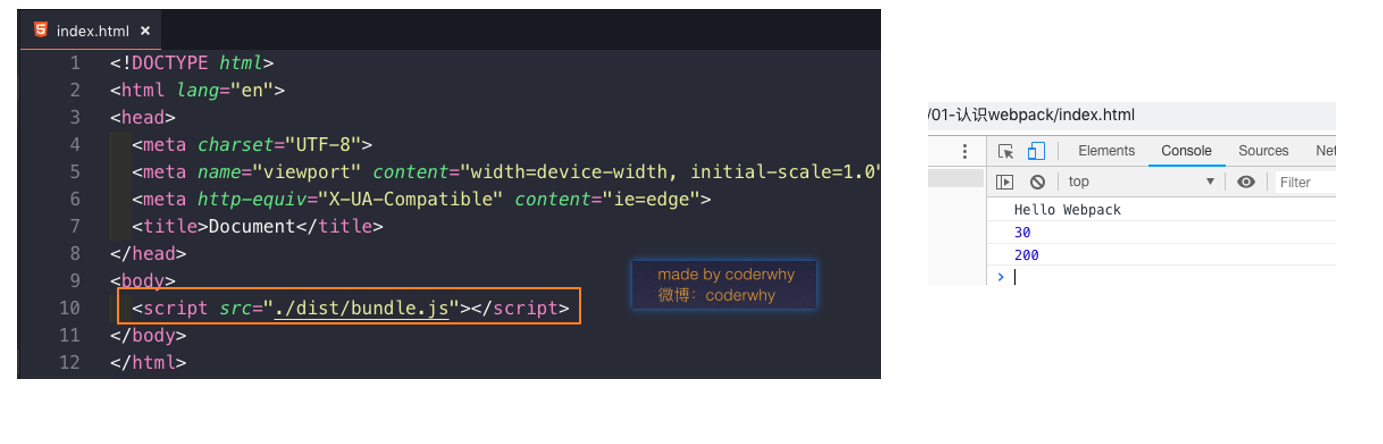 index.html ×
1 <!DOCTYPE html>
2 <html lang="en">
3 <head>
4 <meta charset="UTF-8">
5 <meta name="viewport" content="width=device-width, initial-scale=1.0"
6 <meta http-equiv="X-UA-Compatible" content="ie=edge">
7 <title>Document</title>
8 </head>
9 <body>
10 <script src="./dist/bundle.js"></script>
11 </body>
12 </html>
made by coderwhy
微博：coderwhy
/01-认识webpack/index.html
Elements Console Sources Net
top Filter
Hello Webpack
30
200